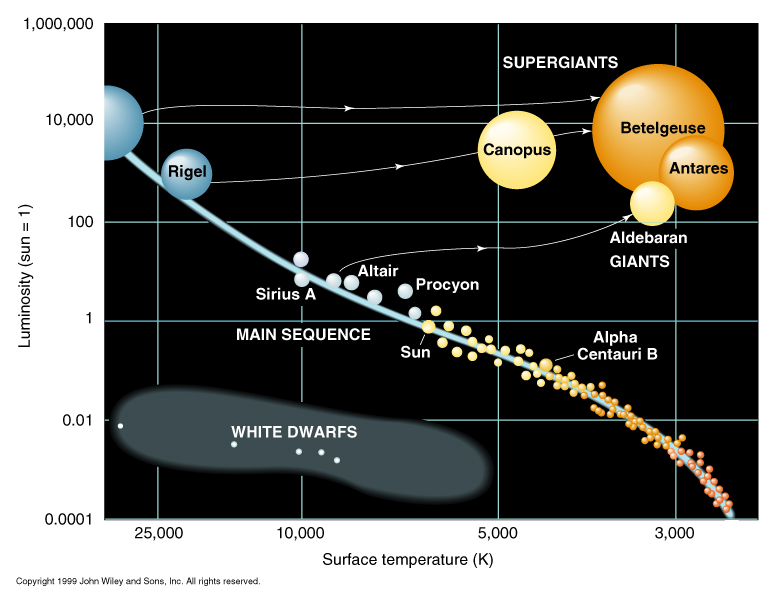 1,000,000
10,000
100
1
0.01
0.0001
Luminosity (sun = 1)
SUPERGIANTS
Betelgeuse
Canopus
Rigel
Antares
Aldebaran
GIANTS
Altair
Procyon
Sirius A
MAIN SEQUENCE
Sun
Alpha
Centauri B
WHITE DWARFS
25,000
10,000
5,000
3,000
Surface temperature (K)
Copyright 1999 John Wiley and Sons, Inc. All rights reserved.